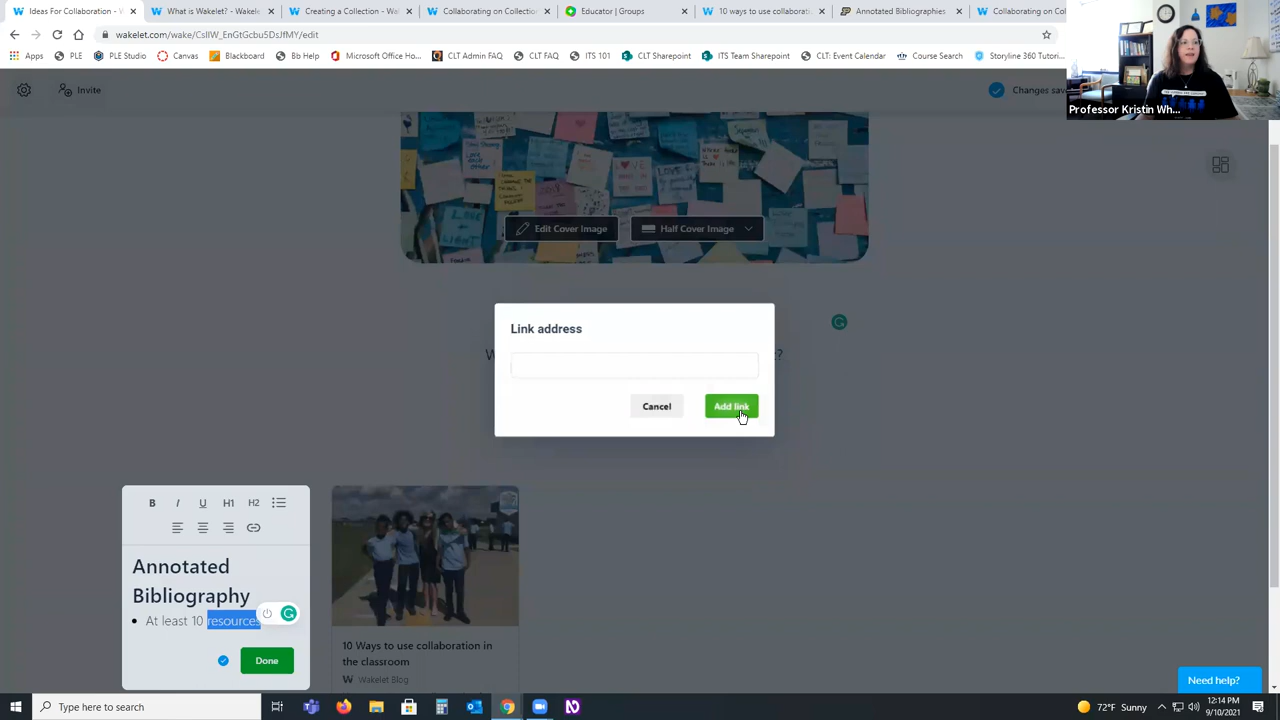 Ideas For Collaboration - W
What is Wakelet? - Wakelet
Creating a Collection - Wak
Collaborating on Collection
Educator | Groups
10 ways to use collaboratio
Annotated Bibliographies
Collaborating on Col
wakelet.com/wake/CslIW_EnGtGcbuSDsJfMY/edit
Apps
PLE
PLE Studio
Canvas
Blackboard
Bb Help
Microsoft Office Ho...
CLT Admin FAQ
CLT FAQ
ITS 101
CLT Sharepoint
ITS Team Sharepoint
CLT: Event Calendar
Course Search
Storyline 360 Tutori...
Professor Kristin Wh...
Invite
Changes sav
Edit Cover Image
Half Cover Image
Link address
W
?
Cancel
Add link
B I U H1 H2
Annotated
Bibliography
At least 10 resources
Done
10 Ways to use collaboration in
the classroom
Wakelet Blog
Need help?
Type here to search
72°F Sunny
12:14 PM
9/10/2021